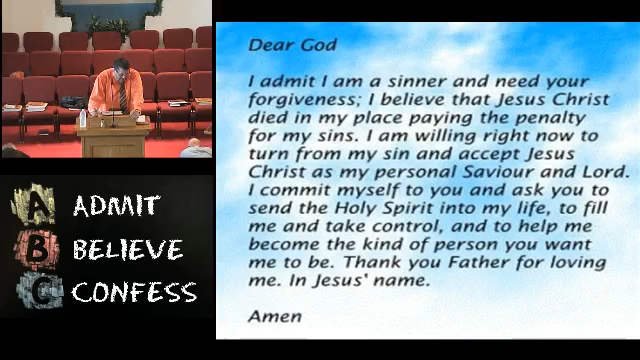 A ADMIT
B BELIEVE
C CONFESS
Dear God
I admit I am a sinner and need your
forgiveness; I believe that Jesus Christ
died in my place paying the penalty
for my sins. I am willing right now to
turn from my sin and accept Jesus
Christ as my personal Saviour and Lord.
I commit myself to you and ask you to
send the Holy Spirit into my life, to fill
me and take control, and to help me
become the kind of person you want
me to be. Thank you Father for loving
me. In Jesus' name.
Amen